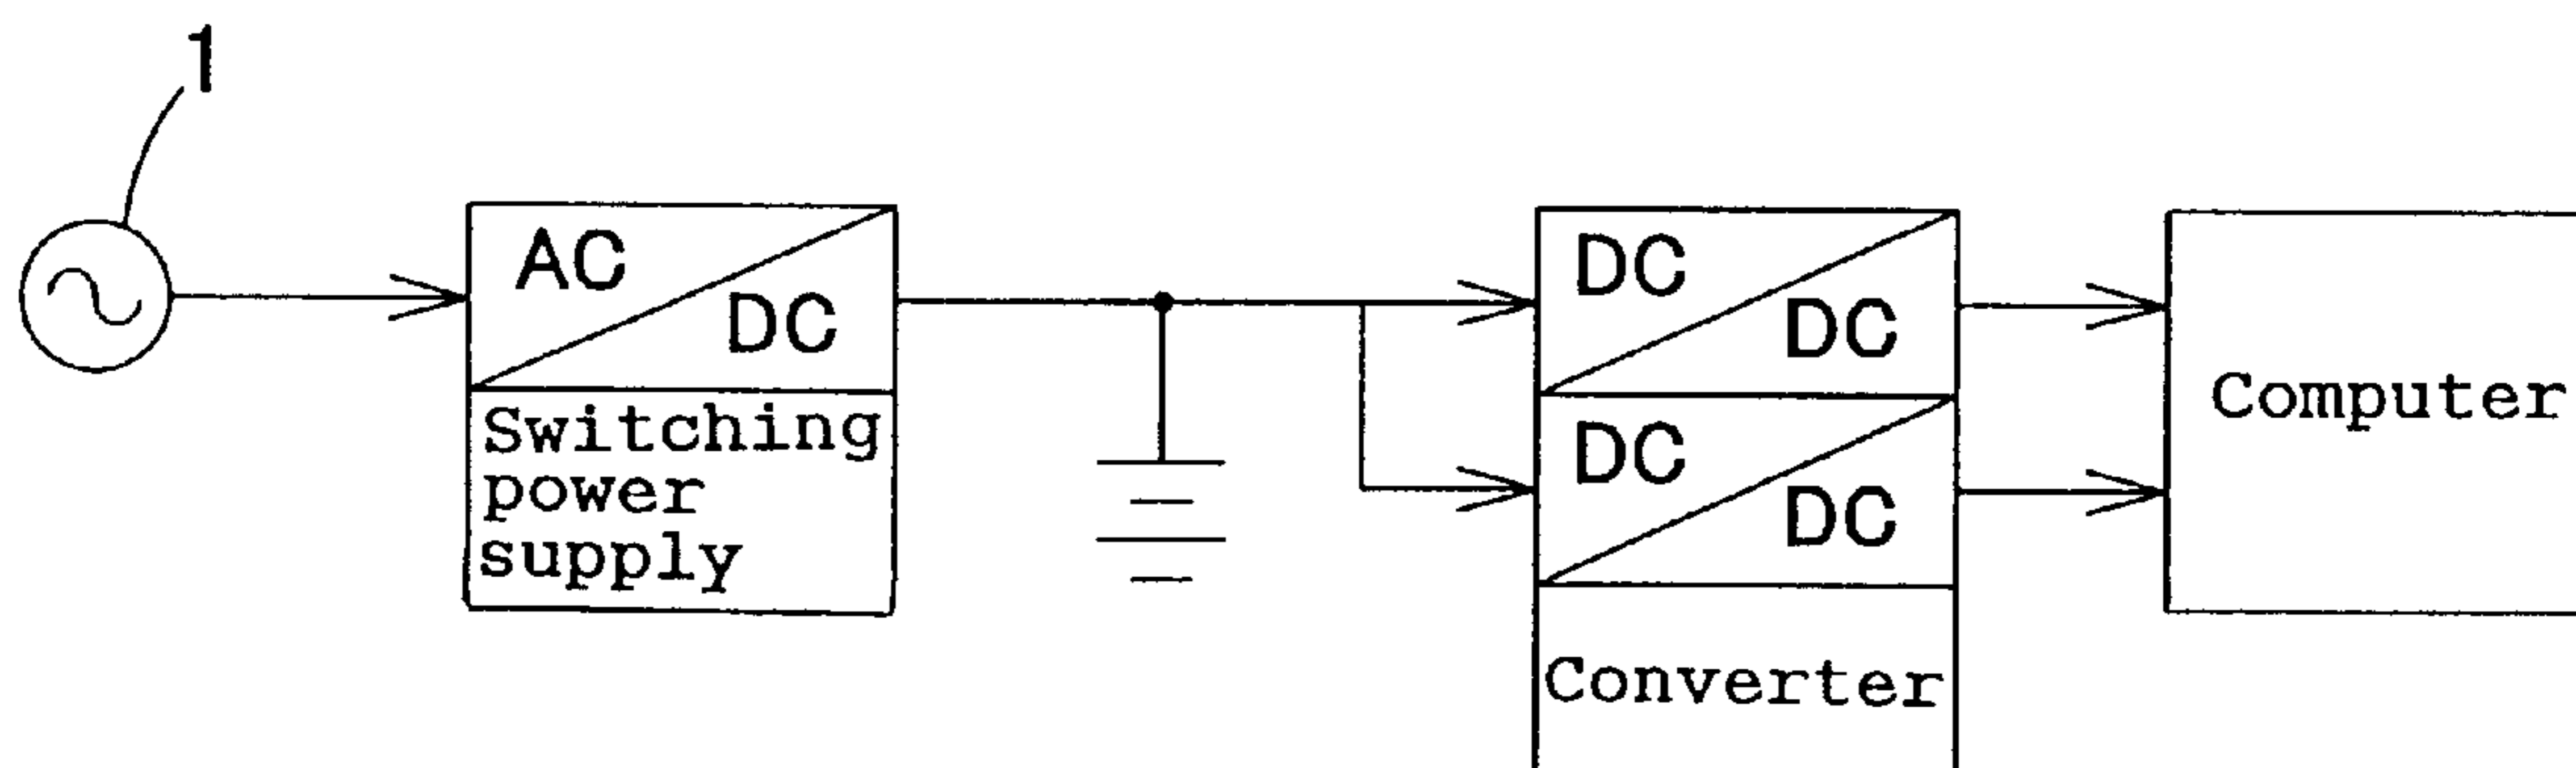 1
AC
DC
Switching
power
supply
DC
DC
DC
DC
Converter
Computer